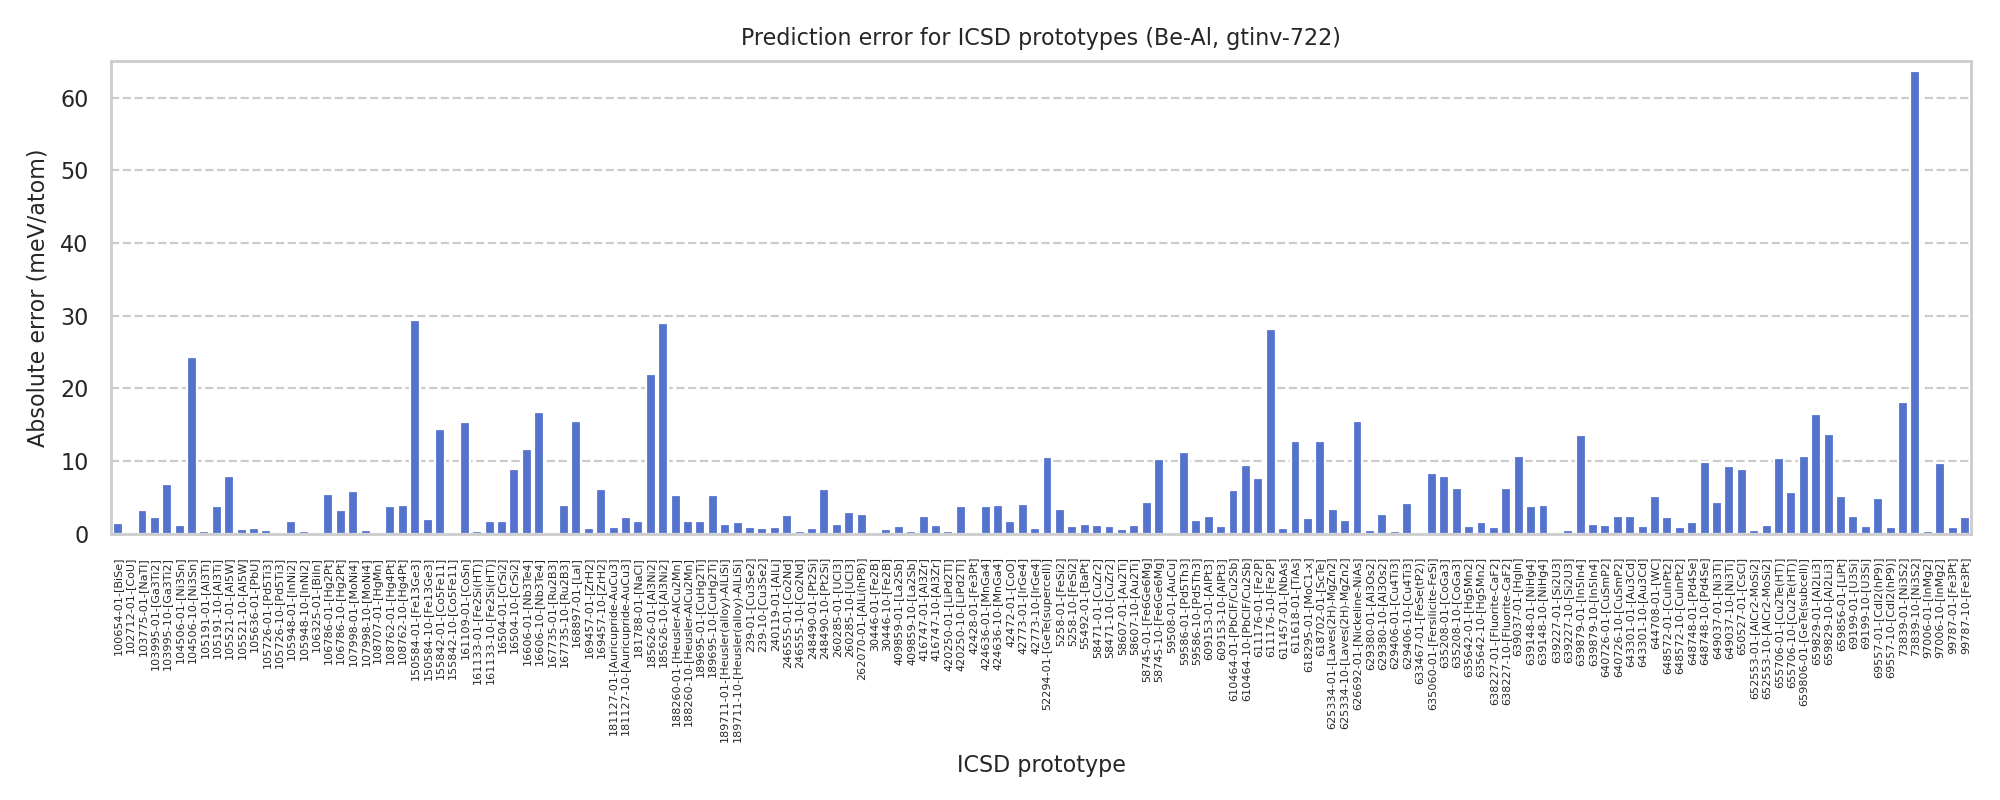 Prediction error for ICSD prototypes (Be-Al, gtinv-722)
Absolute error (meV/atom)
60
50
40
30
20
10
0
100654-01-[BiSe]
102712-01-[CoU]
103775-01-[NaTl]
103995-01-[Ga3Ti2]
103995-10-[Ga3Ti2]
104506-01-[Ni3Sn]
104506-10-[Ni3Sn]
105191-01-[Al3Ti]
105191-10-[Al3Ti]
105521-01-[Al5W]
105521-10-[Al5W]
105636-01-[PbU]
105726-01-[Pd5Ti3]
105726-10-[Pd5Ti3]
105948-01-[InNi2]
105948-10-[InNi2]
106325-01-[BiIn]
106786-01-[Hg2Pt]
106786-10-[Hg2Pt]
107998-01-[MoNi4]
107998-10-[MoNi4]
108707-01-[HgMn]
108762-01-[Hg4Pt]
108762-10-[Hg4Pt]
150584-01-[Fe13Ge3]
150584-10-[Fe13Ge3]
155842-01-[Co5Fe11]
155842-10-[Co5Fe11]
161109-01-[CoSn]
161133-01-[Fe2Si(HT)]
161133-10-[Fe2Si(HT)]
16504-01-[CrSi2]
16504-10-[CrSi2]
16606-01-[Nb3Te4]
16606-10-[Nb3Te4]
167735-01-[Ru2B3]
167735-10-[Ru2B3]
168897-01-[LaI]
169457-01-[ZrH2]
169457-10-[ZrH2]
181127-01-[Auricupride-AuCu3]
181127-10-[Auricupride-AuCu3]
181788-01-[NaCl]
185626-01-[Al3Ni2]
185626-10-[Al3Ni2]
188260-01-[Heusler-AlCu2Mn]
188260-10-[Heusler-AlCu2Mn]
189695-01-[CuHg2Ti]
189695-10-[CuHg2Ti]
189711-01-[Heusler(alloy)-AlLiSi]
189711-10-[Heusler(alloy)-AlLiSi]
239-01-[Cu3Se2]
239-10-[Cu3Se2]
240119-01-[AlLi]
246555-01-[Co2Nd]
246555-10-[Co2Nd]
248490-01-[Pt2Si]
248490-10-[Pt2Si]
260285-01-[UCl3]
260285-10-[UCl3]
262070-01-[AlLi(hP8)]
30446-01-[Fe2B]
30446-10-[Fe2B]
409859-01-[La2Sb]
409859-10-[La2Sb]
416747-01-[Al3Zr]
416747-10-[Al3Zr]
420250-01-[LiPd2Tl]
420250-10-[LiPd2Tl]
42428-01-[Fe3Pt]
424636-01-[MnGa4]
424636-10-[MnGa4]
42472-01-[CoO]
42773-01-[IrGe4]
42773-10-[IrGe4]
52294-01-[GeTe(supercell)]
5258-01-[FeSi2]
5258-10-[FeSi2]
55492-01-[BaPt]
58471-01-[CuZr2]
58471-10-[CuZr2]
58607-01-[Au2Ti]
58607-10-[Au2Ti]
58745-01-[Fe6Ge6Mg]
58745-10-[Fe6Ge6Mg]
59508-01-[AuCu]
59586-01-[Pd5Th3]
59586-10-[Pd5Th3]
609153-01-[AlPt3]
609153-10-[AlPt3]
610464-01-[PbClF/Cu2Sb]
610464-10-[PbClF/Cu2Sb]
611176-01-[Fe2P]
611176-10-[Fe2P]
611457-01-[NbAs]
611618-01-[TiAs]
618295-01-[MoC1-x]
618702-01-[ScTe]
625334-01-[Laves(2H)-MgZn2]
625334-10-[Laves(2H)-MgZn2]
626692-01-[Nickeline-NiAs]
629380-01-[Al3Os2]
629380-10-[Al3Os2]
629406-01-[Cu4Ti3]
629406-10-[Cu4Ti3]
633467-01-[FeSe(tP2)]
635060-01-[Fersilicite-FeSi]
635208-01-[CoGa3]
635208-10-[CoGa3]
635642-01-[Hg5Mn2]
635642-10-[Hg5Mn2]
638227-01-[Fluorite-CaF2]
638227-10-[Fluorite-CaF2]
639037-01-[HgIn]
639148-01-[NiHg4]
639148-10-[NiHg4]
639227-01-[Si2U3]
639227-10-[Si2U3]
639879-01-[In5In4]
639879-10-[In5In4]
640726-01-[CuSmP2]
640726-10-[CuSmP2]
643301-01-[Au3Cd]
643301-10-[Au3Cd]
644708-01-[WC]
648572-01-[CuInPt2]
648572-10-[CuInPt2]
648748-01-[Pd4Se]
648748-10-[Pd4Se]
649037-01-[Ni3Ti]
649037-10-[Ni3Ti]
650527-01-[CsCl]
652553-01-[AlCr2-MoSi2]
652553-10-[AlCr2-MoSi2]
655706-01-[Cu2Te(HT)]
655706-10-[Cu2Te(HT)]
659806-01-[GeTe(subcell)]
659829-01-[Al2Li3]
659829-10-[Al2Li3]
659856-01-[LiPt]
69199-01-[U3Si]
69199-10-[U3Si]
69557-01-[CdI2(hP9)]
69557-10-[CdI2(hP9)]
73839-01-[Ni3S2]
73839-10-[Ni3S2]
97006-01-[InMg2]
97006-10-[InMg2]
99787-01-[Fe3Pt]
99787-10-[Fe3Pt]
ICSD prototype